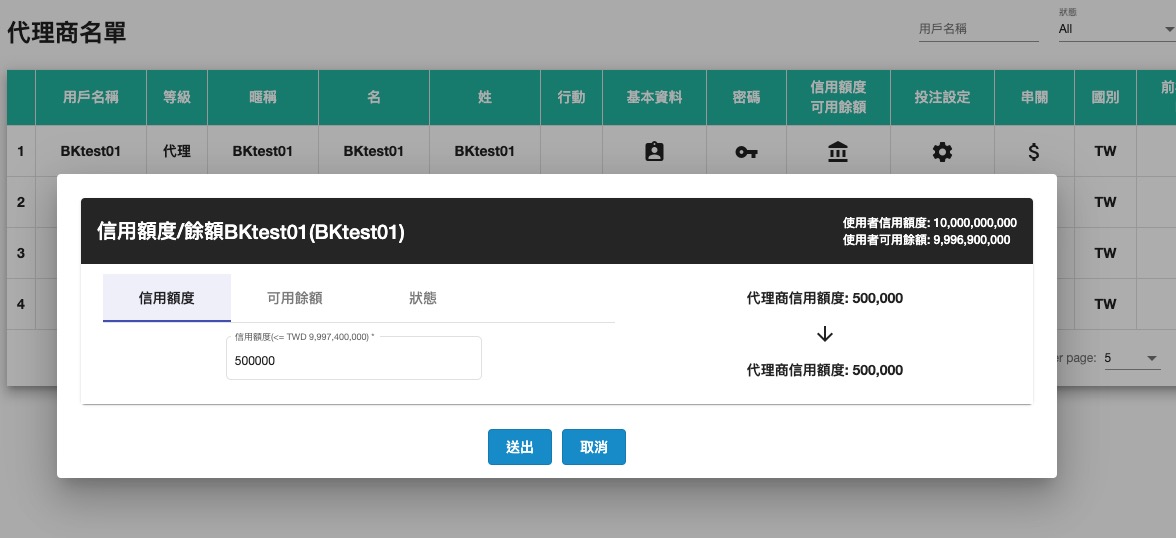 代理商名單
用戶名稱
狀態
All
用戶名稱 等級 暱稱 名 姓 行動 基本資料 密碼 信用額度 可用餘額 投注設定 串關 國別 前
1 BKtest01 代理 BKtest01 BKtest01 BKtest01 TW
2 TW
3 TW
4 TW
信用額度/餘額BKtest01(BKtest01)
使用者信用額度: 10,000,000,000
使用者可用餘額: 9,996,900,000
信用額度 可用餘額 狀態
信用額度(<= TWD 9,997,400,000) *
500000
代理商信用額度: 500,000
代理商信用額度: 500,000
er page: 5
送出 取消